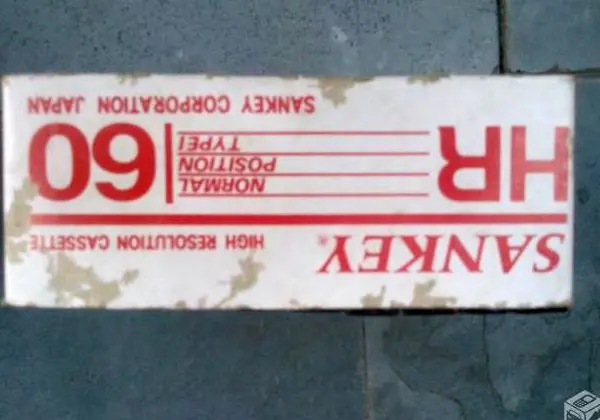 SANKEY® HIGH RESOLUTION CASSETTE
HR NORMAL 60
POSITION
TYPE I
SANKEY CORPORATION JAPAN